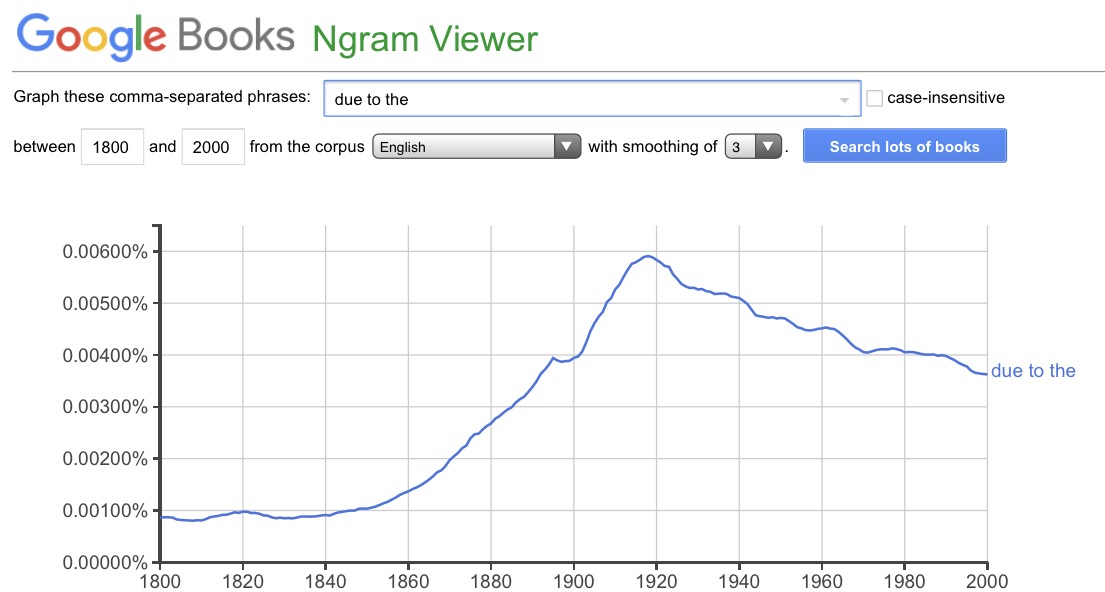 Google Books Ngram Viewer
Graph these comma-separated phrases: due to the case-insensitive
between 1800 and 2000 from the corpus English with smoothing of 3 . Search lots of books
0.00600%
0.00500%
0.00400%
due to the
0.00300%
0.00200%
0.00100%
0.00000%
1800 1820 1840 1860 1880 1900 1920 1940 1960 1980 2000